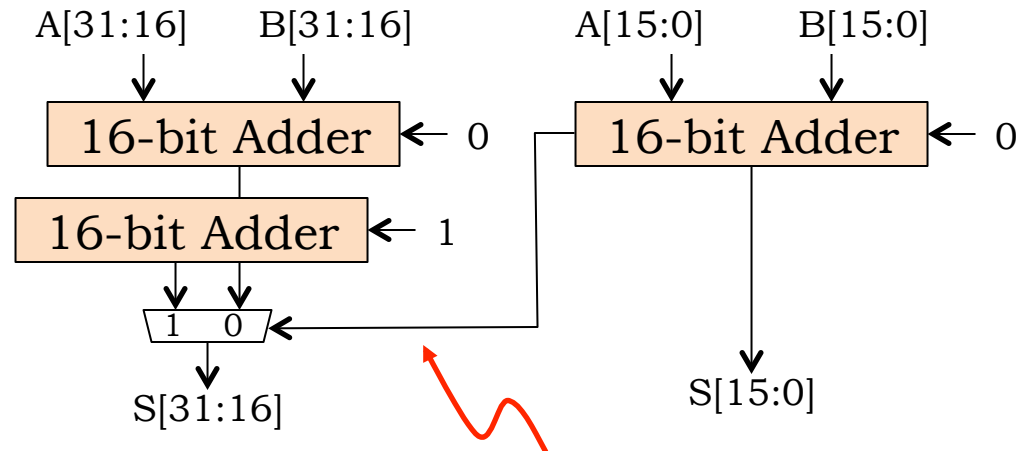 A[31:16] B[31:16] A[15:0] B[15:0]
16-bit Adder 0 16-bit Adder 0
16-bit Adder 1
1 0
S[31:16] S[15:0]